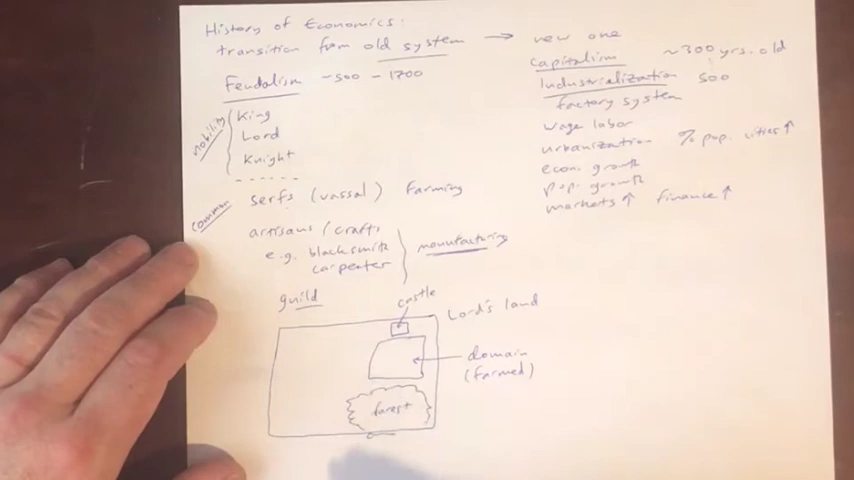 History of Economics:
transition from old system → new one
Feudalism ~500 - 1700
nobility
King
Lord
Knight
common
serfs (vassal) farming
artisans / crafts
e.g. blacksmith
carpenter
manufacturing
guild
castle
Lord's land
domain
(farmed)
forest
capitalism ~300 yrs. old
Industrialization 500
factory system
wage labor
urbanization % pop. cities ↑
econ. growth
pop. growth
markets ↑ finance ↑